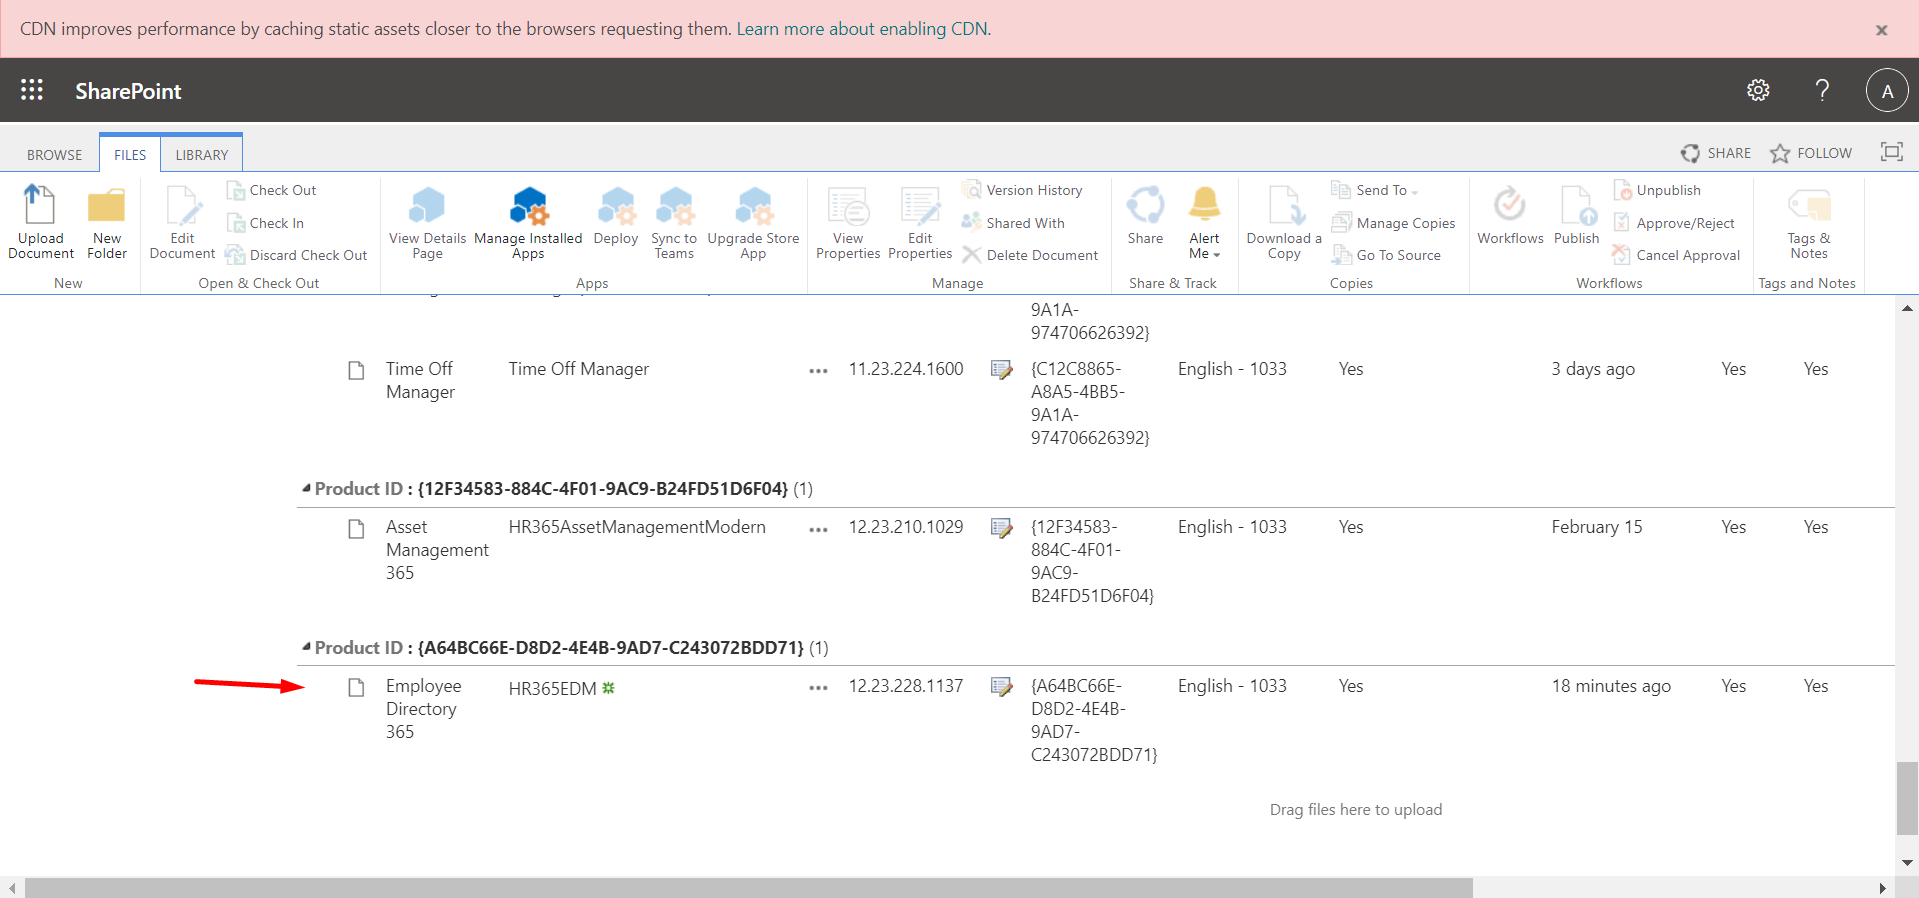 CDN improves performance by caching static assets closer to the browsers requesting them. Learn more about enabling CDN.
SharePoint
A
BROWSE FILES LIBRARY SHARE FOLLOW
Upload Document
New Folder
New
Edit Document
Check Out
Check In
Discard Check Out
Open & Check Out
View Details Page
Manage Installed Apps
Deploy
Sync to Teams
Upgrade Store App
Apps
View Properties
Edit Properties
Version History
Shared With
Delete Document
Manage
Share
Alert Me
Share & Track
Download a Copy
Send To
Manage Copies
Go To Source
Copies
Workflows
Publish
Unpublish
Approve/Reject
Cancel Approval
Workflows
Tags & Notes
Tags and Notes
9A1A-
974706626392}
Time Off Manager
Time Off Manager
...
11.23.224.1600
{C12C8865-
A8A5-4BB5-
9A1A-
974706626392}
English - 1033
Yes
3 days ago
Yes
Yes
Product ID : {12F34583-884C-4F01-9AC9-B24FD51D6F04} (1)
Asset Management 365
HR365AssetManagementModern
...
12.23.210.1029
{12F34583-
884C-4F01-
9AC9-
B24FD51D6F04}
English - 1033
Yes
February 15
Yes
Yes
Product ID : {A64BC66E-D8D2-4E4B-9AD7-C243072BDD71} (1)
Employee Directory 365
HR365EDM
...
12.23.228.1137
{A64BC66E-
D8D2-4E4B-
9AD7-
C243072BDD71}
English - 1033
Yes
18 minutes ago
Yes
Yes
Drag files here to upload